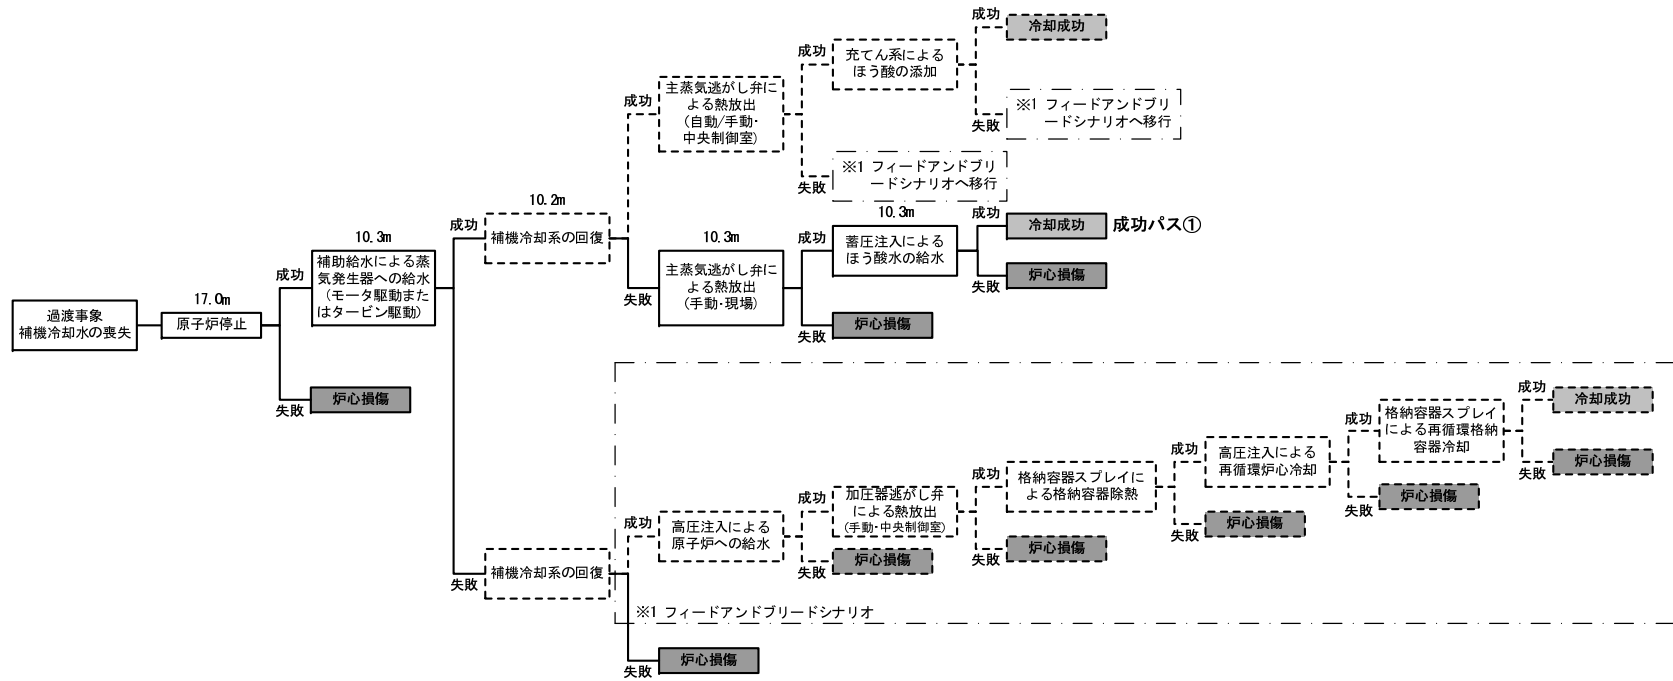 過渡事象
補機冷却水の喪失
17.0m
原子炉停止
成功
失敗
炉心損傷
10.3m
補助給水による蒸
気発生器への給水
(モータ駆動また
はタービン駆動)
成功
失敗
10.2m
補機冷却系の回復
成功
失敗
主蒸気逃がし弁に
よる熱放出
(自動/手動・
中央制御室)
成功
失敗
充てん系による
ほう酸の添加
成功
冷却成功
失敗
※1 フィードアンドブリ
ードシナリオへ移行
※1 フィードアンドブリ
ードシナリオへ移行
10.3m
主蒸気逃がし弁に
よる熱放出
(手動・現場)
成功
失敗
10.3m
蓄圧注入による
ほう酸水の給水
成功
冷却成功
成功パス①
失敗
炉心損傷
炉心損傷
補機冷却系の回復
成功
失敗
高圧注入による
原子炉への給水
成功
失敗
炉心損傷
加圧器逃がし弁
による熱放出
(手動・中央制御室)
成功
失敗
炉心損傷
格納容器スプレイに
よる格納容器除熱
成功
失敗
炉心損傷
高圧注入による
再循環炉心冷却
成功
失敗
炉心損傷
格納容器スプレイ
による再循環格納
容器冷却
成功
冷却成功
失敗
炉心損傷
※1 フィードアンドブリードシナリオ
炉心損傷